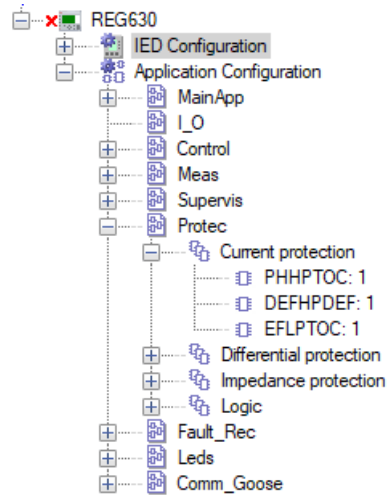 REG630
IED Configuration
Application Configuration
MainApp
I_O
Control
Meas
Supervis
Protec
Current protection
PHHPTOC: 1
DEFHPDEF: 1
EFLPTOC: 1
Differential protection
Impedance protection
Logic
Fault_Rec
Leds
Comm_Goose